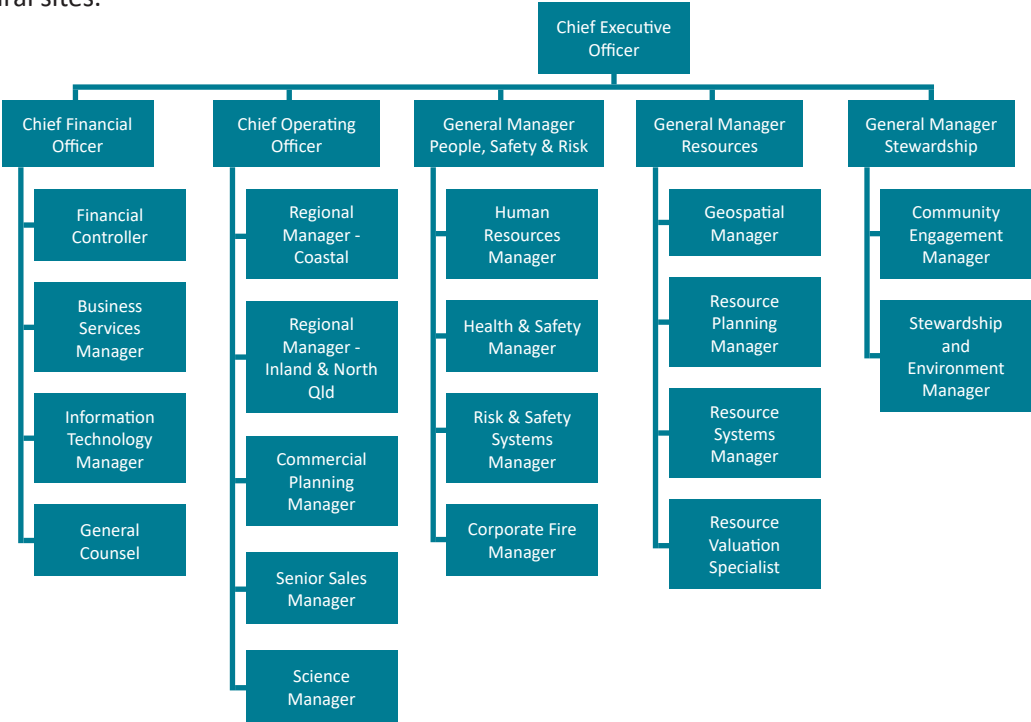 ural sites.
Chief Executive
Officer
Chief Financial
Officer
Financial
Controller
Business
Services
Manager
Information
Technology
Manager
General
Counsel
Chief Operating
Officer
Regional
Manager -
Coastal
Regional
Manager -
Inland & North
Qld
Commercial
Planning
Manager
Senior Sales
Manager
Science
Manager
General Manager
People, Safety & Risk
Human
Resources
Manager
Health & Safety
Manager
Risk & Safety
Systems
Manager
Corporate Fire
Manager
General Manager
Resources
Geospatial
Manager
Resource
Planning
Manager
Resource
Systems
Manager
Resource
Valuation
Specialist
General Manager
Stewardship
Community
Engagement
Manager
Stewardship
and
Environment
Manager